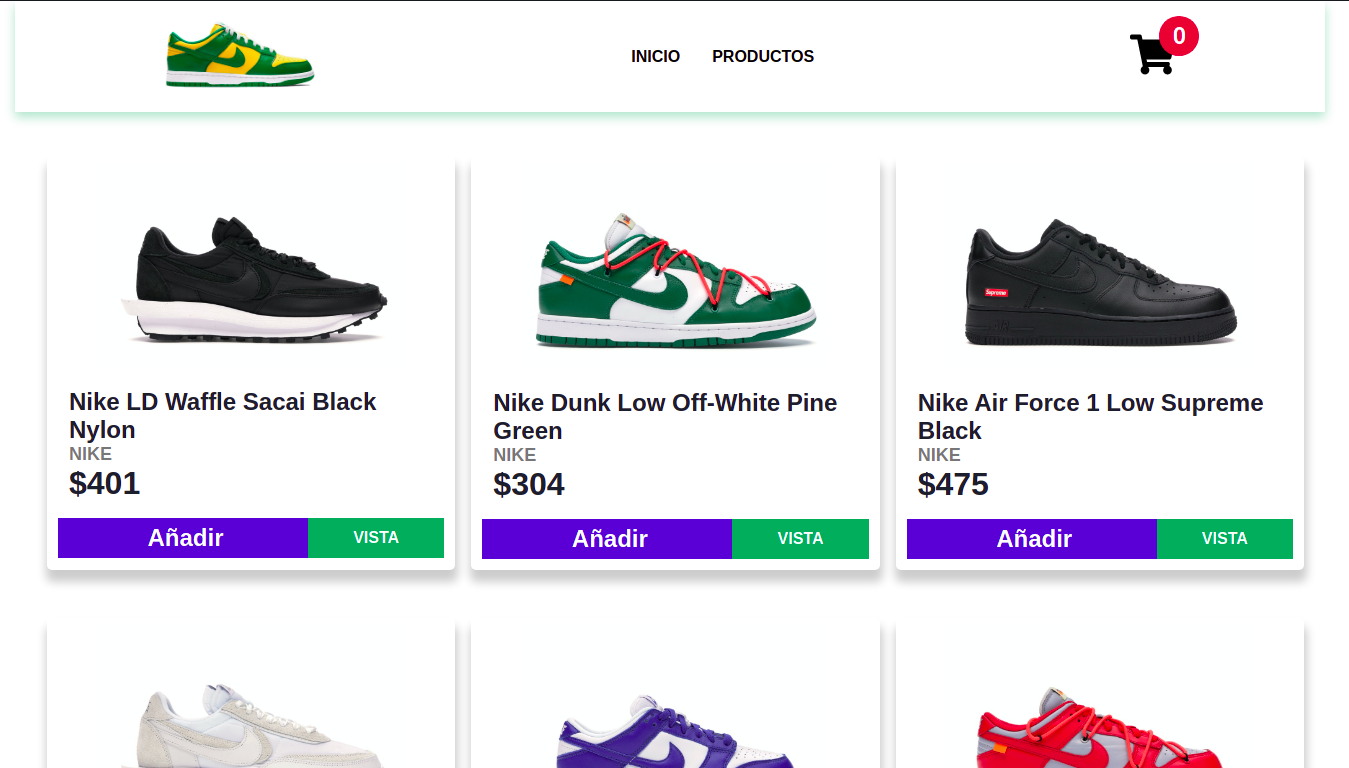 INICIO PRODUCTOS 0
Nike LD Waffle Sacai Black
Nylon
NIKE
$401
Añadir VISTA
Nike Dunk Low Off-White Pine
Green
NIKE
$304
Añadir VISTA
Supreme
Nike Air Force 1 Low Supreme
Black
NIKE
$475
Añadir VISTA